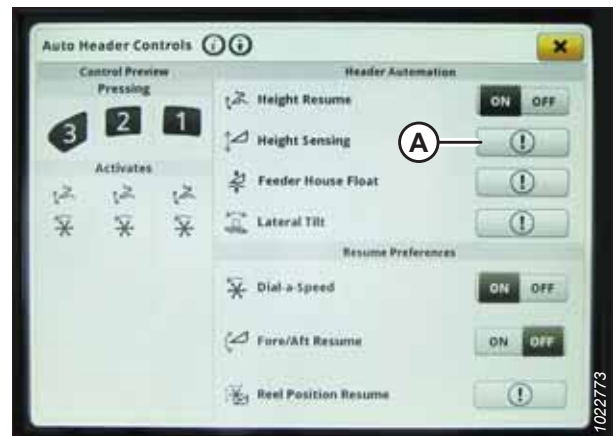 Auto Header Controls
Control Preview
Pressing
3 2 1
Activates
Header Automation
Height Resume ON OFF
Height Sensing A !
Feeder House Float !
Lateral Tilt !
Resume Preferences
Dial-a-Speed ON OFF
Fore/Aft Resume ON OFF
Reel Position Resume !
1022773